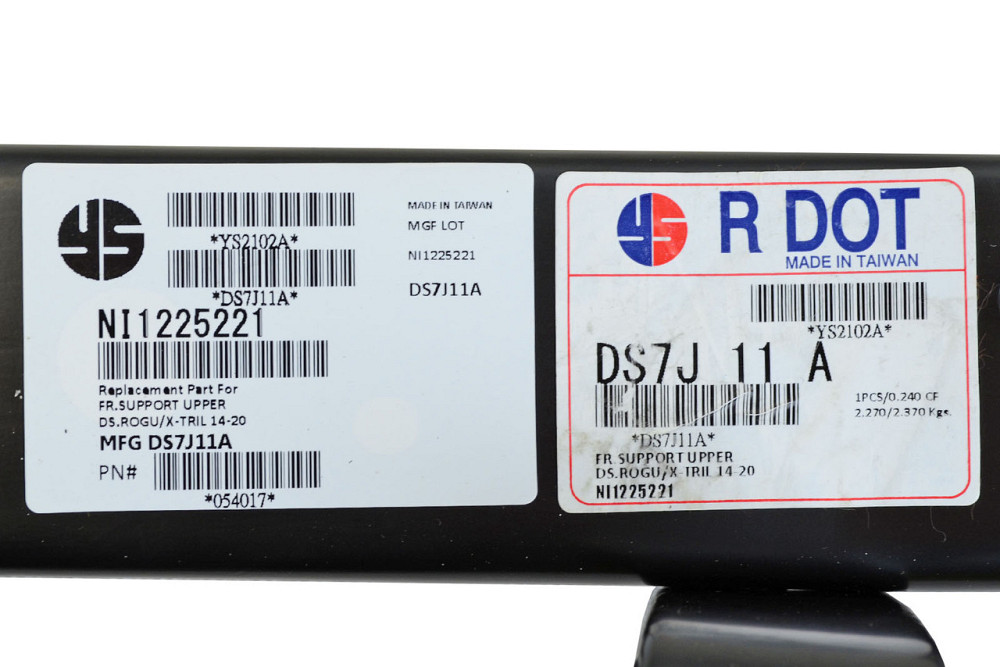 YS
*YS2102A*
*DS7J11A*
NI1225221
Replacement Part For
FR.SUPPORT UPPER
DS.ROGU/X-TRIL 14-20
MFG DS7J11A
PN#
*054017*
MADE IN TAIWAN
MGF LOT
NI1225221
DS7J11A
YS R DOT
MADE IN TAIWAN
*YS2102A*
DS7J 11 A
*DS7J11A*
1PCS/0.240 CF
2.270/2.370 Kgs.
FR.SUPPORT UPPER
DS.ROGU/X-TRIL 14-20
NI1225221